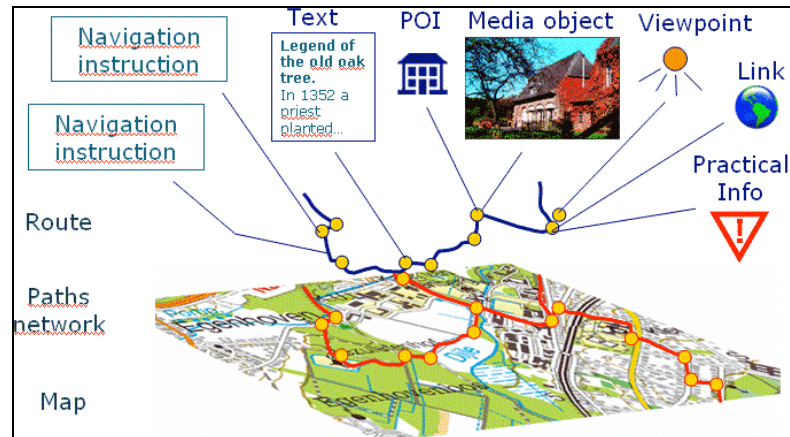 Navigation
instruction
Text
POI
Media object
Viewpoint
Legend of
the old oak
tree.
In 1352 a
priest
planted...
Link
Navigation
instruction
Practical
Info
!
Route
Paths
network
Egenhoven
Map